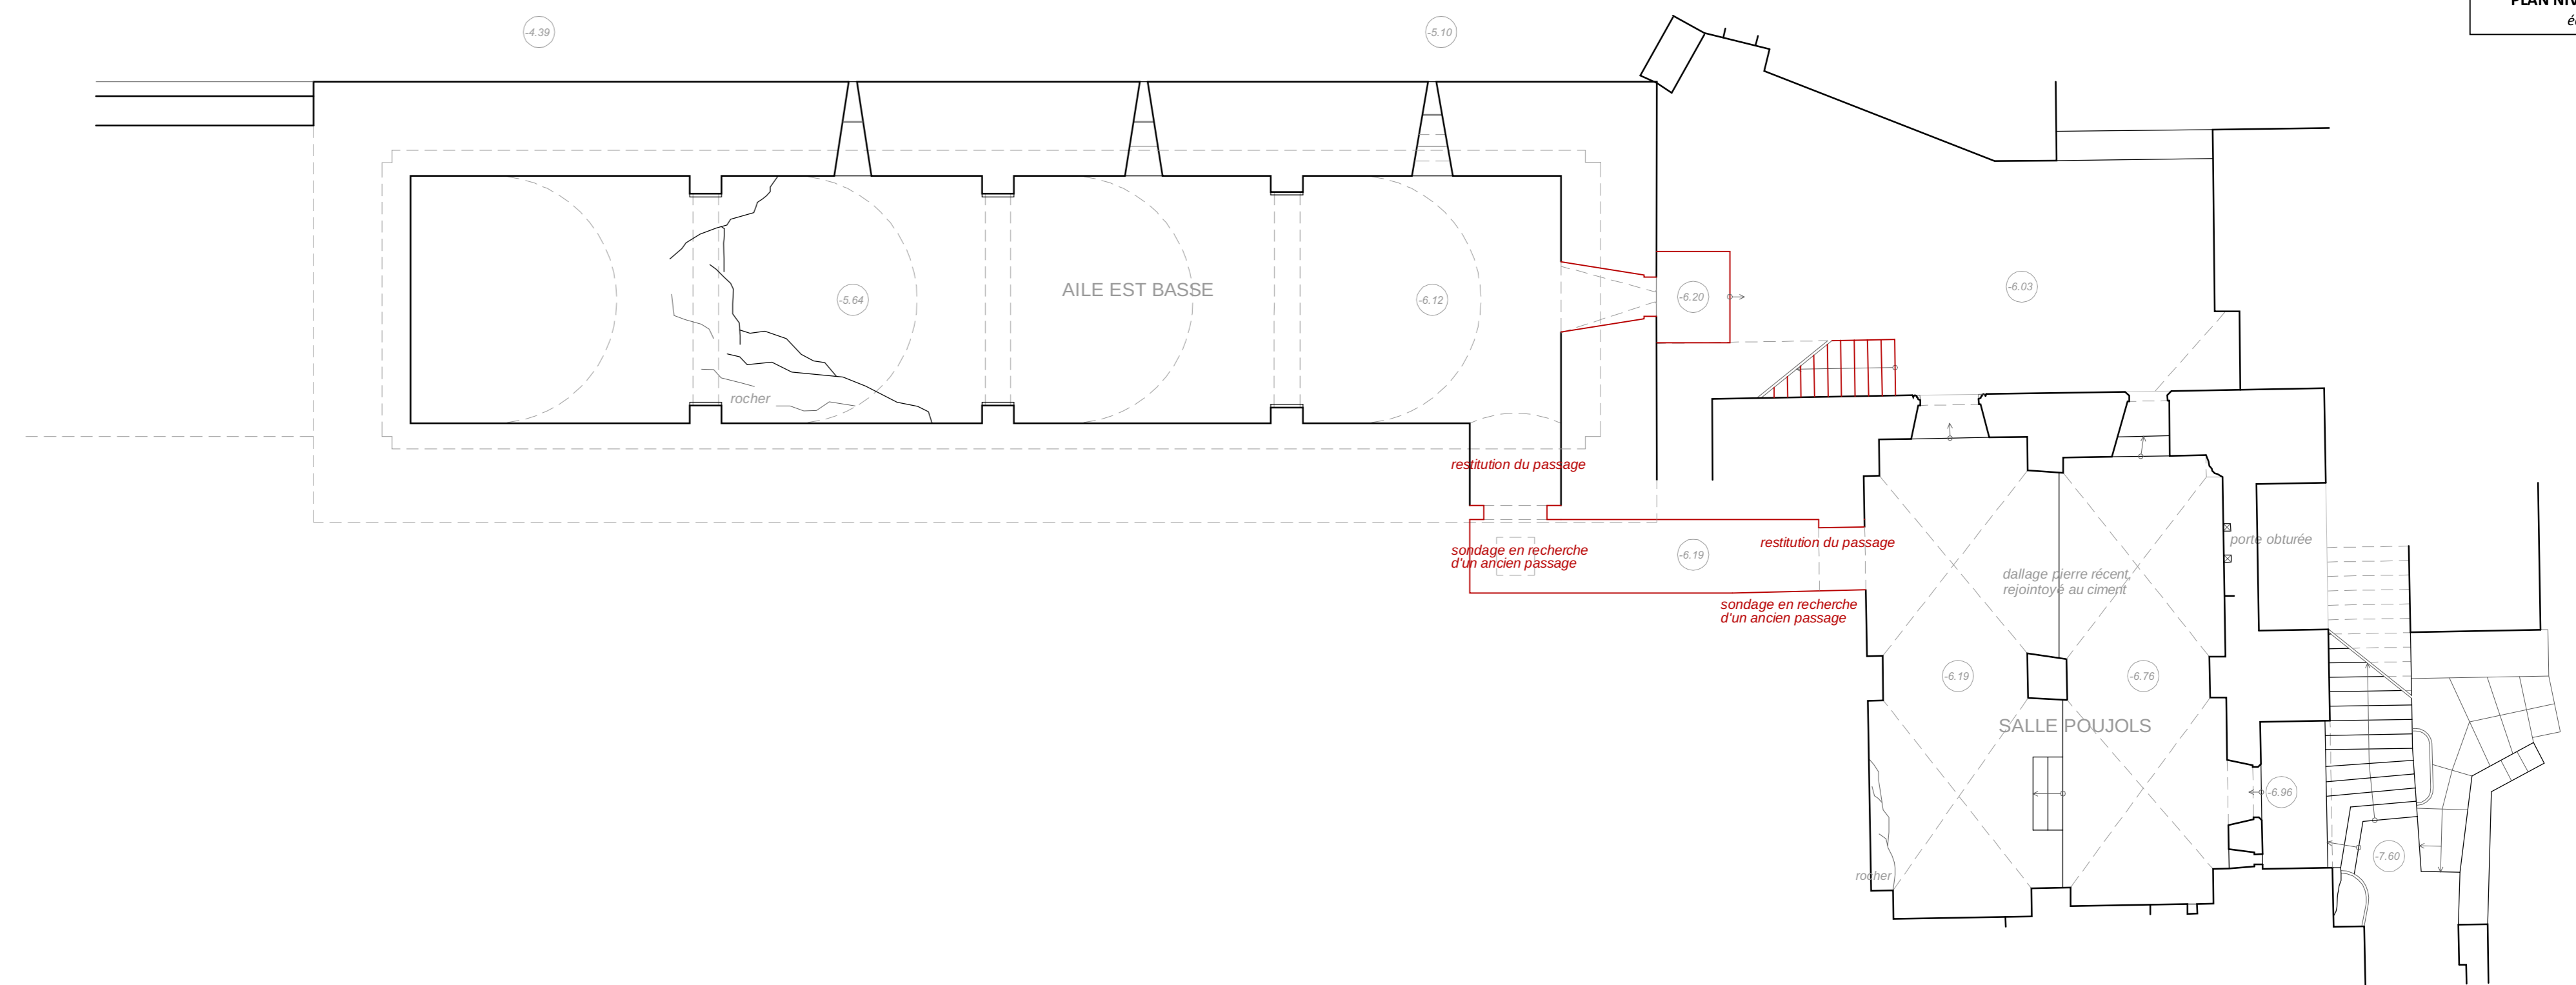 -4.39
-5.10
-5.64
AILE EST BASSE
-6.12
-6.20
-6.03
rocher
restitution du passage
sondage en recherche
d'un ancien passage
-6.19
restitution du passage
sondage en recherche
d'un ancien passage
porte obturée
dallage pierre récent,
rejointoyé au ciment
-6.19
-6.76
SALLE POUJOLS
-6.96
-7.60
rocher